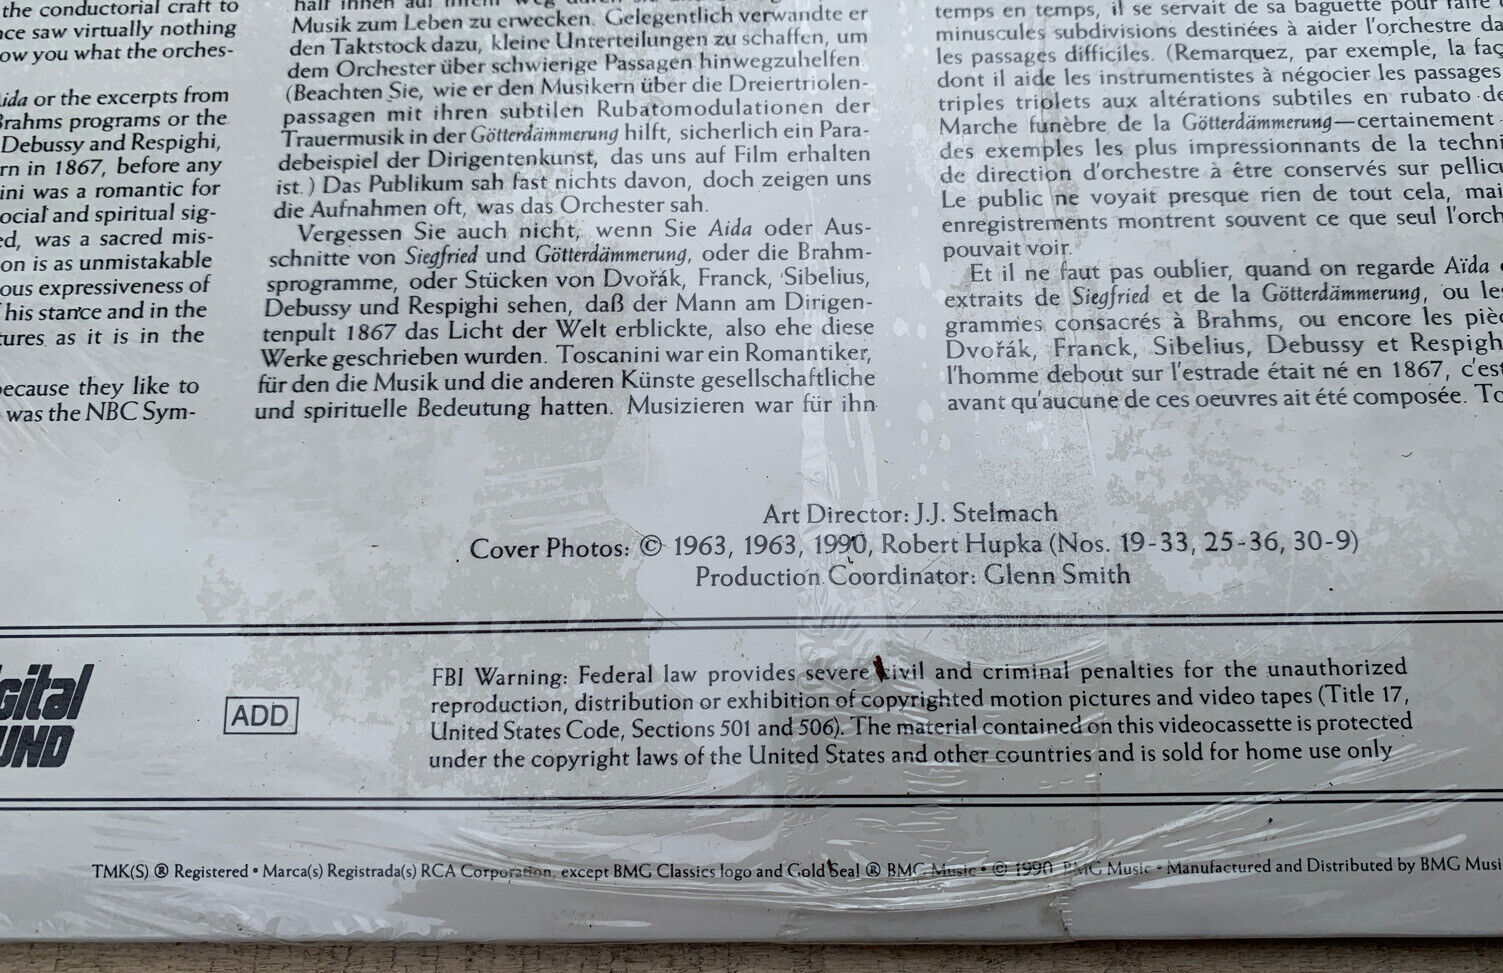 the conductorial craft to
saw virtually nothing
you what the orches-
or the excerpts from
Brahms programs or the
Debussy and Respighi,
in 1867, before any
was a romantic for
social and spiritual sig-
was a sacred mis-
on is as unmistakable
expressiveness of
his stance and in the
as it is in the
because they like to
was the NBC Sym-
Musik zum Leben zu erwecken. Gelegentlich verwandte er
den Taktstock dazu, kleine Unterteilungen zu schaffen, um
dem Orchester über schwierige Passagen hinwegzuhelfen.
(Beachten Sie, wie er den Musikern über die Dreiertriolen-
passagen mit ihren subtilen Rubatomodulationen der
Trauermusik in der Götterdämmerung hilft, sicherlich ein Para-
debeispiel der Dirigentenkunst, das uns auf Film erhalten
ist.) Das Publikum sah fast nichts davon, doch zeigen uns
die Aufnahmen oft, was das Orchester sah.
Vergessen Sie auch nicht, wenn Sie Aida oder Aus-
schnitte von Siegfried und Götterdämmerung, oder die Brahm-
sprogramme, oder Stücken von Dvořák, Franck, Sibelius,
Debussy und Respighi sehen, daß der Mann am Dirigen-
tenpult 1867 das Licht der Welt erblickte, also ehe diese
Werke geschrieben wurden. Toscanini war ein Romantiker,
für den die Musik und die anderen Künste gesellschaftliche
und spirituelle Bedeutung hatten. Musizieren war für ihn
temps en temps, il se servait de sa baguette pour faire
minuscules subdivisions destinées à aider l'orchestre
les passages difficiles. (Remarquez, par exemple, la
dont il aide les instrumentistes à négocier les passages
triples triolets aux altérations subtiles en rubato
Marche funèbre de la Götterdämmerung—certainement
des exemples les plus impressionnants de la
de direction d'orchestre à être conservés sur
Le public ne voyait presque rien de tout cela,
enregistrements montrent souvent ce que seul
pouvait voir.
Et il ne faut pas oublier, quand on regarde Aïda
extraits de Siegfried et de la Götterdämmerung, ou
grammes consacrés à Brahms, ou encore les
Dvořák, Franck, Sibelius, Debussy et
l'homme debout sur l'estrade était né en 1867, c'est
avant qu'aucune de ces oeuvres ait été composée.
Art Director: J.J. Stelmach
Cover Photos: © 1963, 1963, 1990, Robert Hupka (Nos. 19-33, 25-36, 30-9)
Production Coordinator: Glenn Smith
ADD
FBI Warning: Federal law provides severe civil and criminal penalties for the unauthorized
reproduction, distribution or exhibition of copyrighted motion pictures and video tapes (Title 17,
United States Code, Sections 501 and 506). The material contained on this videocassette is protected
under the copyright laws of the United States and other countries and is sold for home use only
TMK(S) ® Registered • Marca(s) Registrada(s) RCA Corporation, except BMG Classics logo and Gold Seal ® BMG Music • © 1990 BMG Music • Manufactured and Distributed by BMG